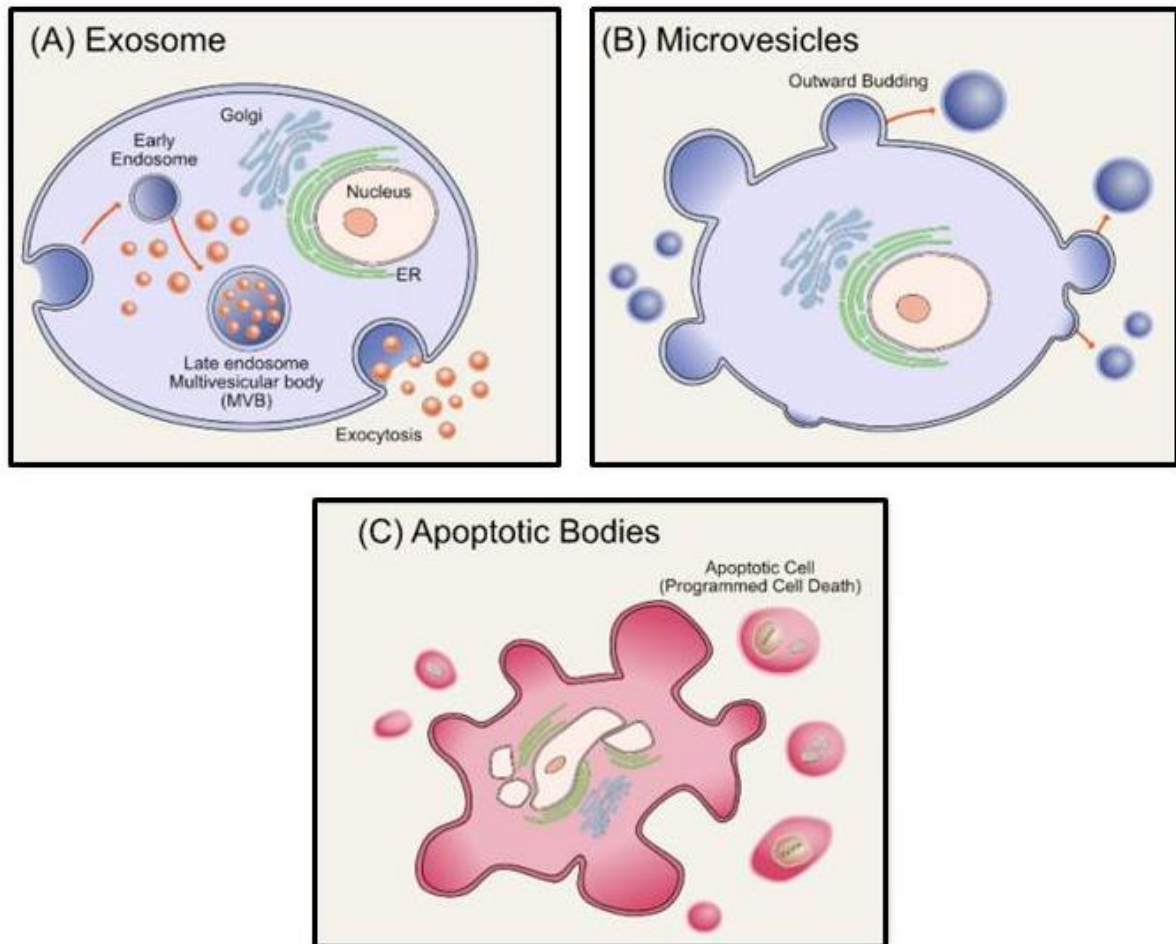 (A) Exosome
Golgi
Early
Endosome
Nucleus
ER
Late endosome
Multivesicular body
(MVB)
Exocytosis
(B) Microvesicles
Outward Budding
(C) Apoptotic Bodies
Apoptotic Cell
(Programmed Cell Death)